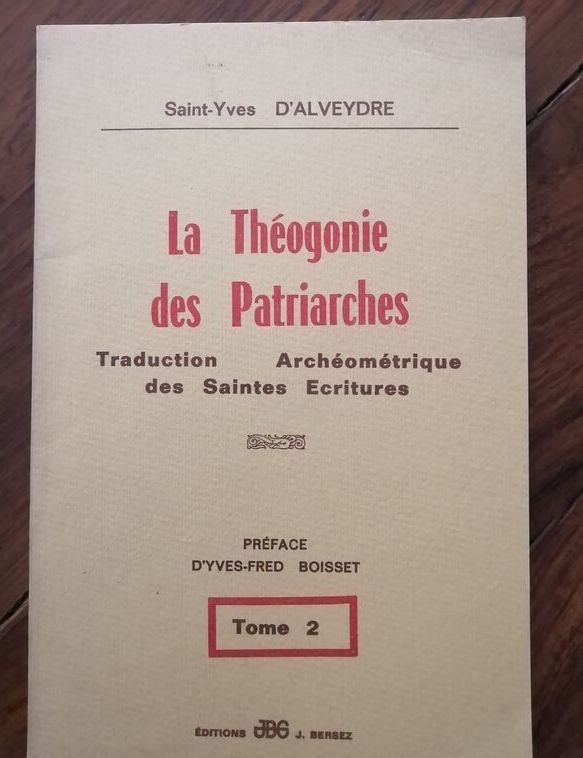 Saint-Yves D'ALVEYDRE
La Théogonie
des Patriarches
Traduction Archéométrique
des Saintes Ecritures
PRÉFACE
D'YVES-FRED BOISSET
Tome 2
ÉDITIONS JBG J. BERSEZ